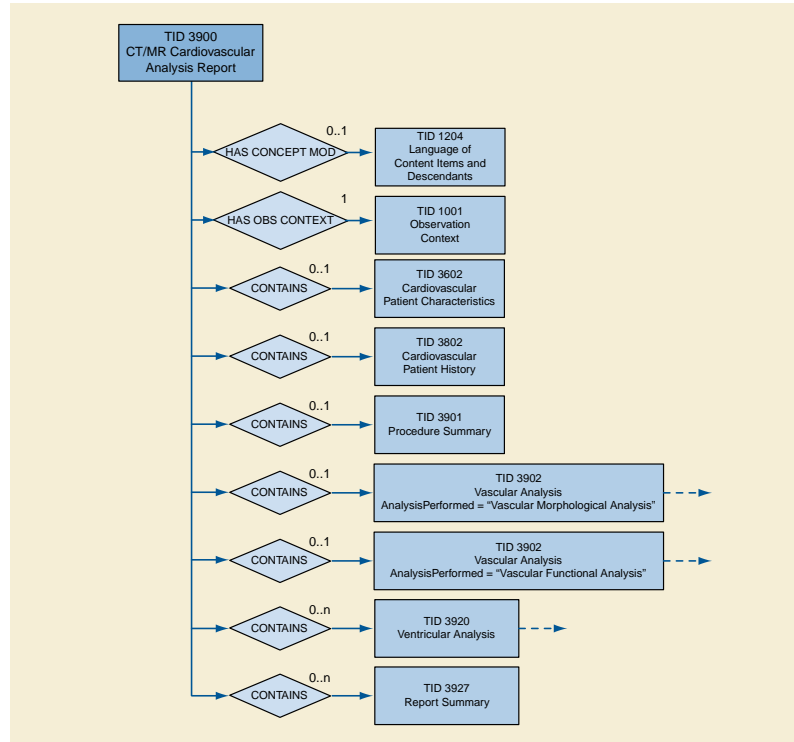 TID 3900
CT/MR Cardiovascular
Analysis Report
0..1
HAS CONCEPT MOD
TID 1204
Language of
Content Items and
Descendants
1
HAS OBS CONTEXT
TID 1001
Observation
Context
0..1
CONTAINS
TID 3602
Cardiovascular
Patient Characteristics
0..1
CONTAINS
TID 3802
Cardiovascular
Patient History
0..1
CONTAINS
TID 3901
Procedure Summary
0..1
CONTAINS
TID 3902
Vascular Analysis
AnalysisPerformed = “Vascular Morphological Analysis”
0..1
CONTAINS
TID 3902
Vascular Analysis
AnalysisPerformed = “Vascular Functional Analysis”
0..n
CONTAINS
TID 3920
Ventricular Analysis
0..n
CONTAINS
TID 3927
Report Summary